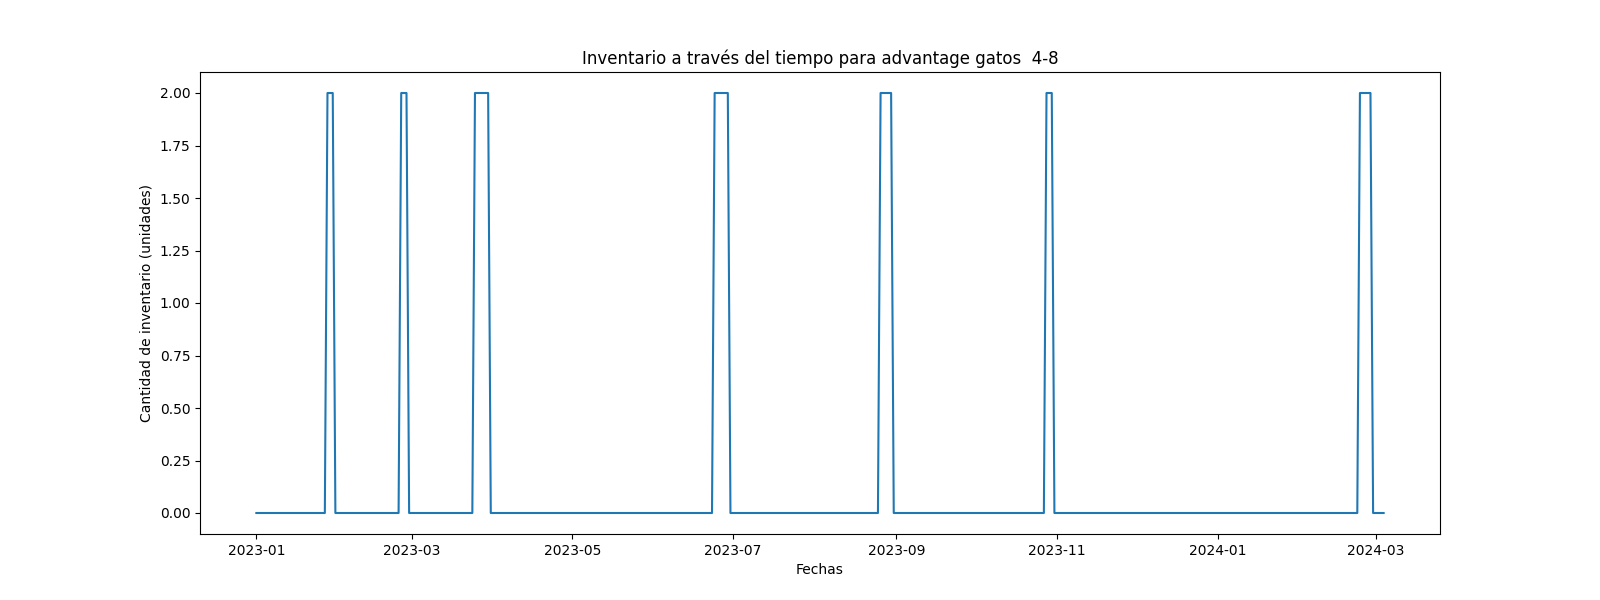 Inventario a través del tiempo para advantage gatos  4-8
Cantidad de inventario (unidades)
2.00
1.75
1.50
1.25
1.00
0.75
0.50
0.25
0.00
2023-01 2023-03 2023-05 2023-07 2023-09 2023-11 2024-01 2024-03
Fechas